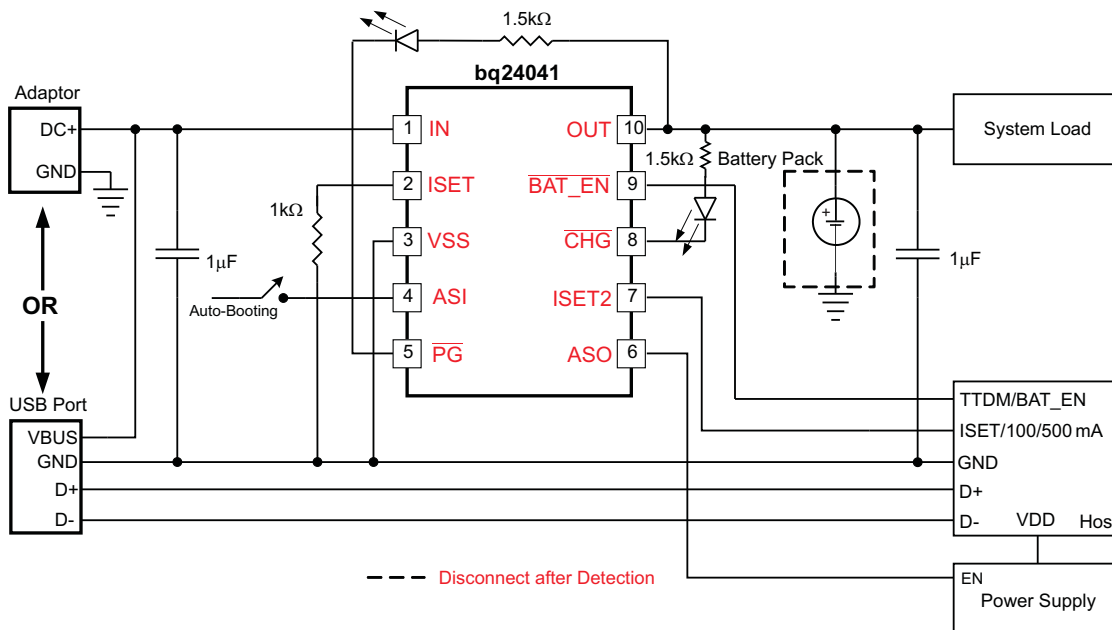 1.5kΩ
bq24041
Adaptor
DC+
GND
1 IN
OUT 10
System Load
1.5kΩ
Battery Pack
2 ISET
BAT_EN 9
1kΩ
3 VSS
CHG 8
+
1μF
1μF
OR
Auto-Booting
4 ASI
ISET2 7
5 PG
ASO 6
USB Port
VBUS
GND
D+
D-
TTDM/BAT_EN
ISET/100/500 mA
GND
D+
D-
VDD
Hos
Disconnect after Detection
EN
Power Supply